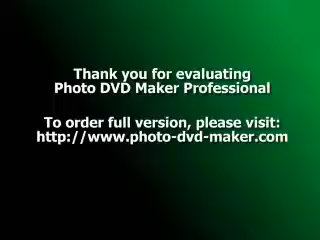 Thank you for evaluating
Photo DVD Maker Professional
To order full version, please visit:
http://www.photo-dvd-maker.com